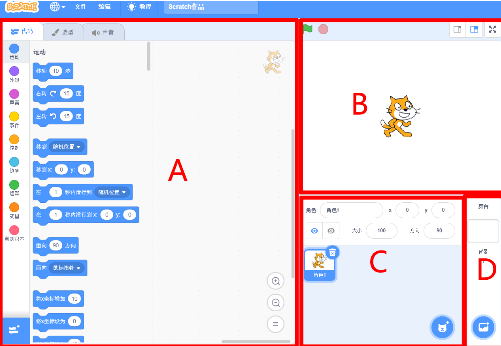 SCRATCH 文件 编辑 教程 Scratch作品
代码 造型 声音
运动
移动 10 步
右转 15 度
左转 15 度
移到 随机位置
移到 x: 0 y: 0
在 1 秒内滑行到 随机位置
在 1 秒内滑行到 x: 0 y: 0
面向 90 方向
面向 鼠标指针
将x坐标增加 10
将x坐标设为 0
运动
外观
声音
事件
控制
侦测
运算
变量
自制积木
A
B
角色 角色1 x 0 y 0
大小 100 方向 90
角色1
C
舞台
背景
D